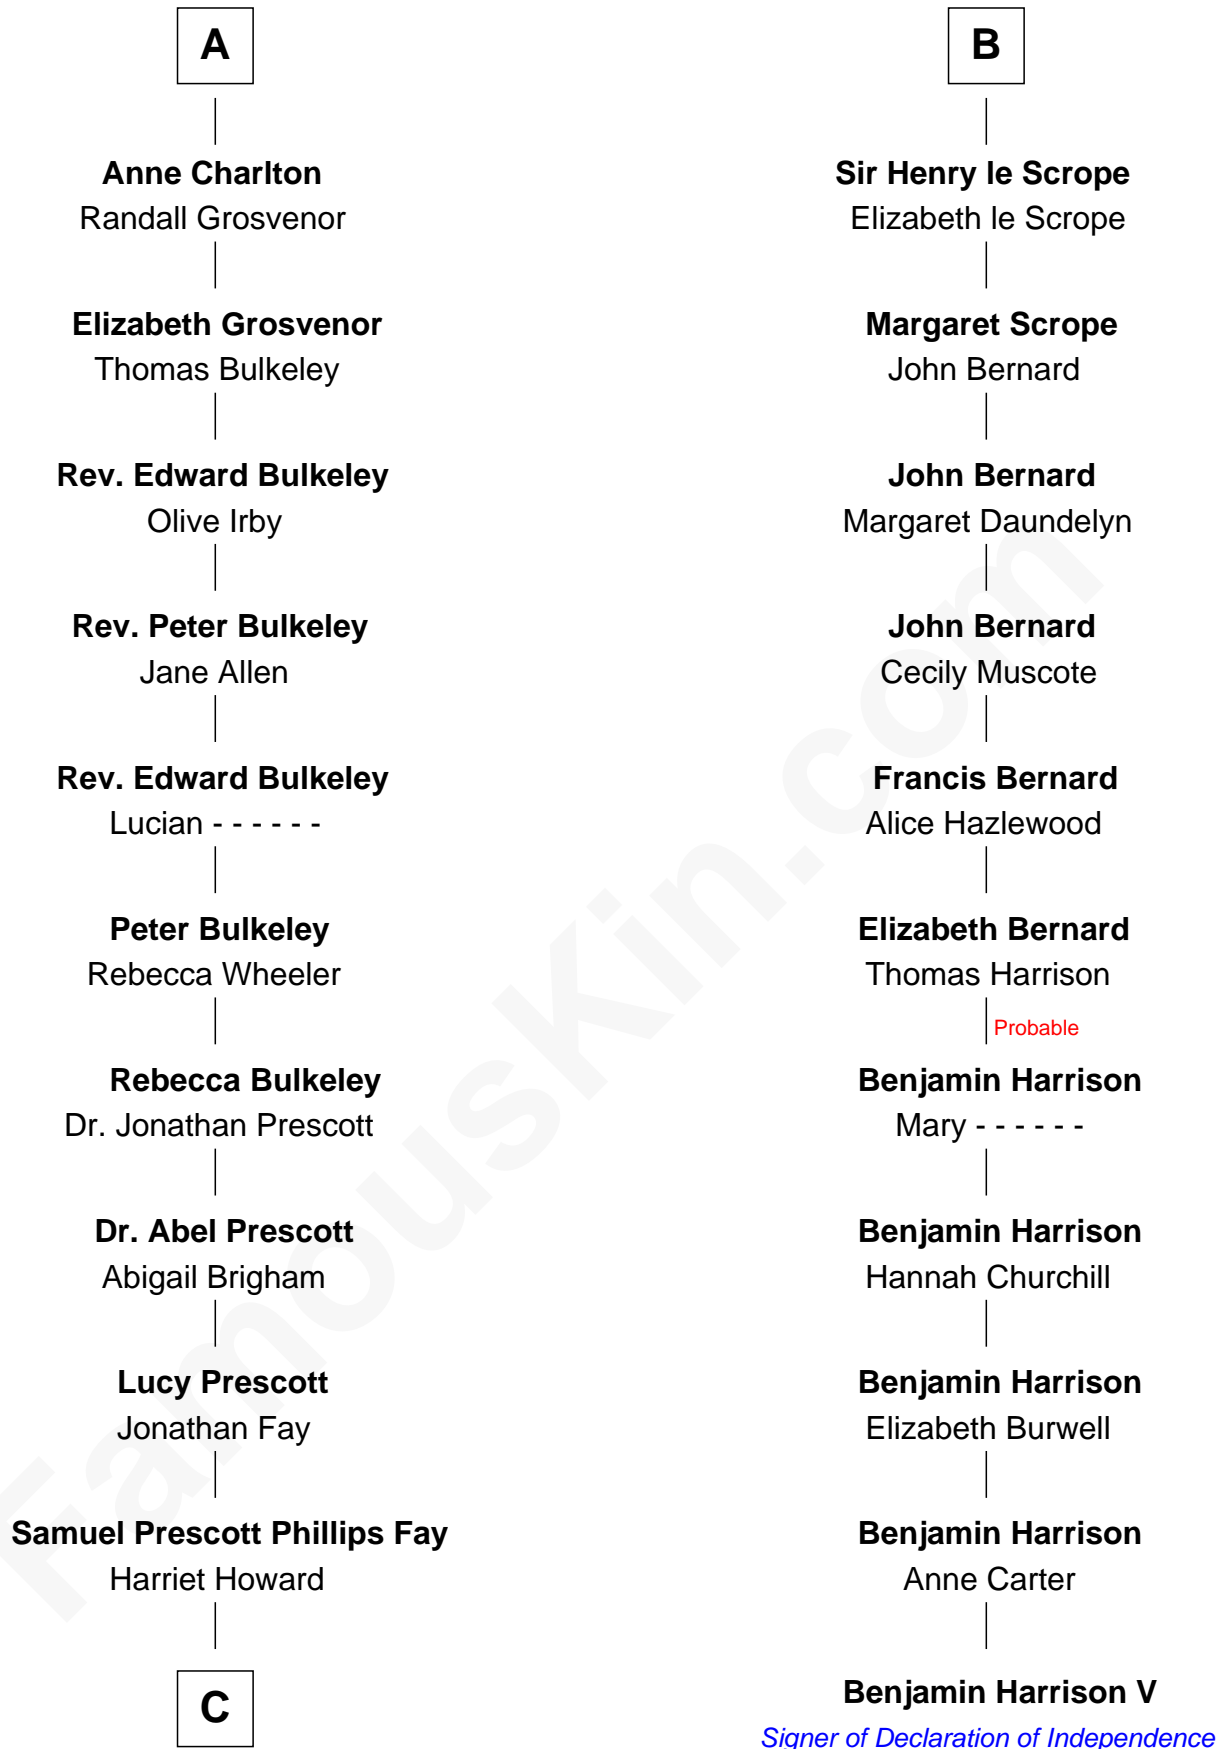 A
Anne Charlton
Randall Grosvenor
Elizabeth Grosvenor
Thomas Bulkeley
Rev. Edward Bulkeley
Olive Irby
Rev. Peter Bulkeley
Jane Allen
Rev. Edward Bulkeley
Lucian - - - - - -
Peter Bulkeley
Rebecca Wheeler
Rebecca Bulkeley
Dr. Jonathan Prescott
Dr. Abel Prescott
Abigail Brigham
Lucy Prescott
Jonathan Fay
Samuel Prescott Phillips Fay
Harriet Howard
C
B
Sir Henry le Scrope
Elizabeth le Scrope
Margaret Scrope
John Bernard
John Bernard
Margaret Daundelyn
John Bernard
Cecily Muscote
Francis Bernard
Alice Hazlewood
Elizabeth Bernard
Thomas Harrison
Probable
Benjamin Harrison
Mary - - - - - -
Benjamin Harrison
Hannah Churchill
Benjamin Harrison
Elizabeth Burwell
Benjamin Harrison
Anne Carter
Benjamin Harrison V
Signer of Declaration of Independence
FamousKin.com